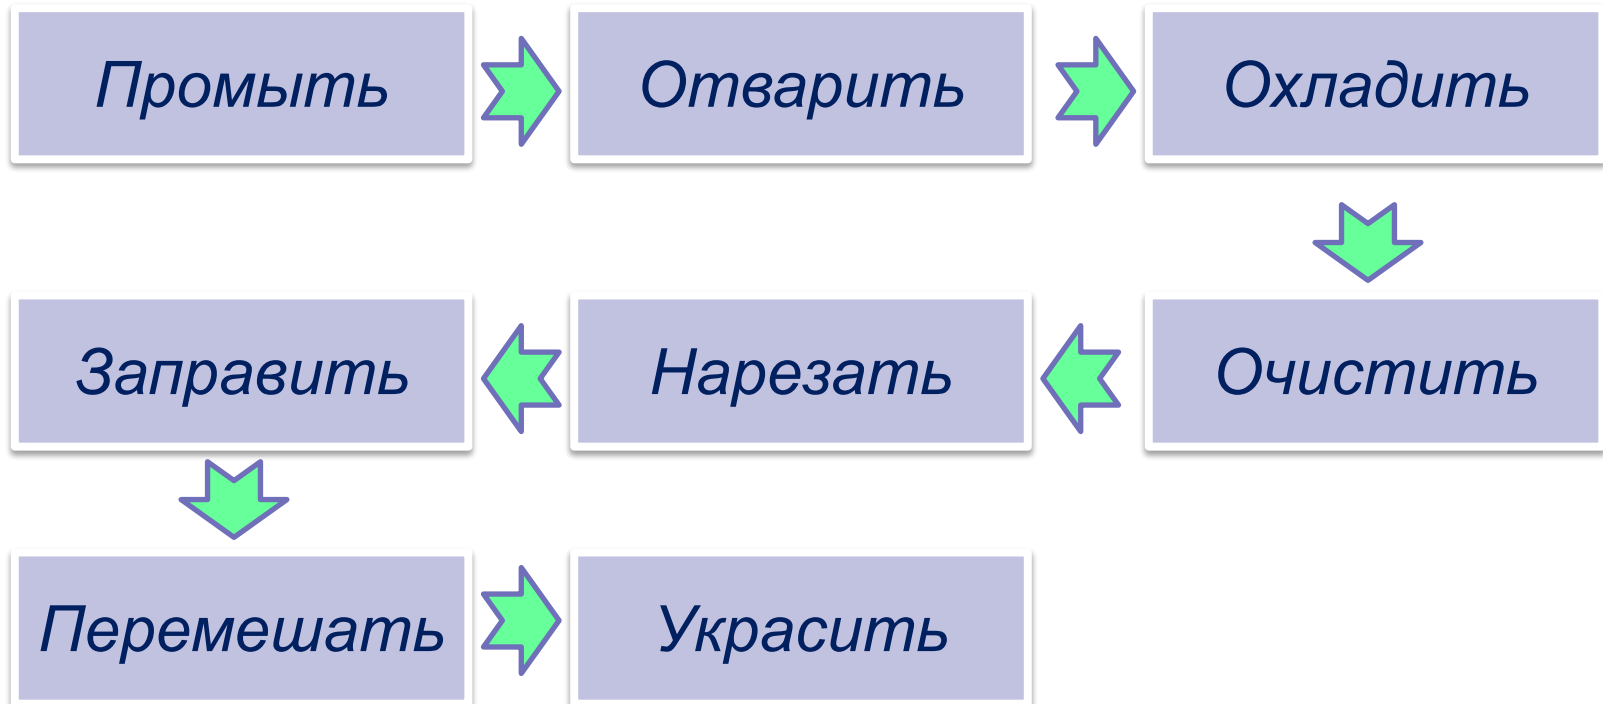 Промыть
Отварить
Охладить
Очистить
Нарезать
Заправить
Перемешать
Украсить